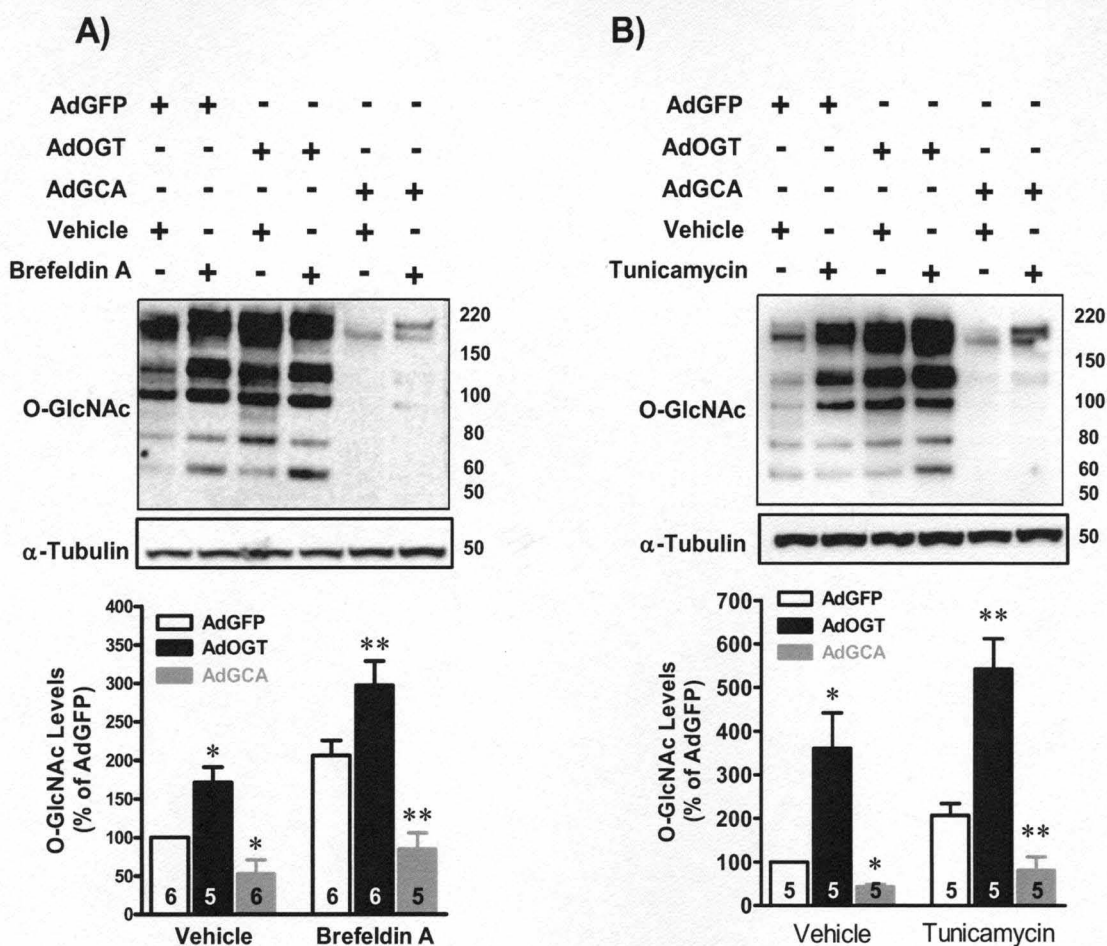 A)
AdGFP + + - - - -
AdOGT - - + + - -
AdGCA - - - - + +
Vehicle + - + - + -
Brefeldin A - + - + - +
O-GlcNAc
220
150
100
80
60
50
α-Tubulin
50
O-GlcNAc Levels
(% of AdGFP)
400
350
300
250
200
150
100
50
0
AdGFP
AdOGT
AdGCA
* * ** **
6 5 6 6 6 5
Vehicle Brefeldin A
B)
AdGFP + + - - - -
AdOGT - - + + - -
AdGCA - - - - + +
Vehicle + - + - + -
Tunicamycin - + - + - +
O-GlcNAc
220
150
100
80
60
50
α-Tubulin
50
O-GlcNAc Levels
(% of AdGFP)
700
600
500
400
300
200
100
0
AdGFP
AdOGT
AdGCA
* * ** **
5 5 5 5 5 5
Vehicle Tunicamycin